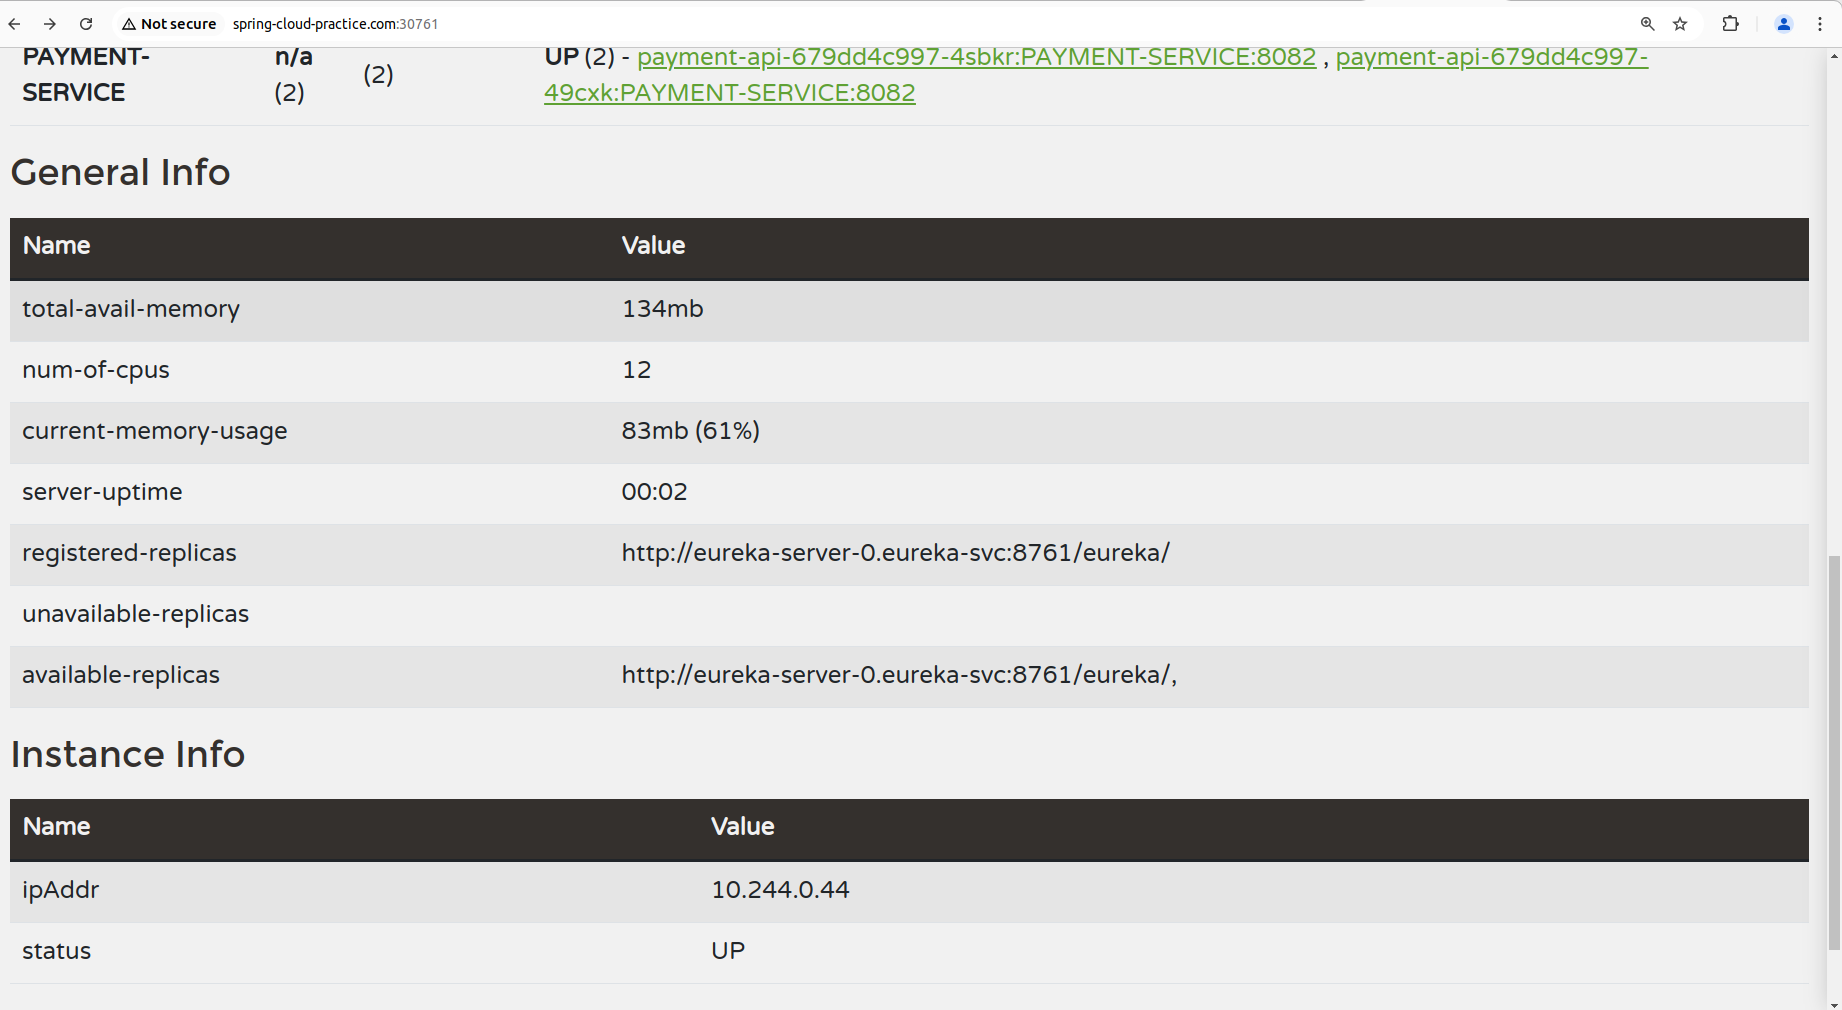 Not secure spring-cloud-practice.com:30761
PAYMENT- n/a UP (2) - payment-api-679dd4c997-4sbkr:PAYMENT-SERVICE:8082 , payment-api-679dd4c997-
SERVICE (2) (2) 49cxk:PAYMENT-SERVICE:8082
General Info
Name Value
total-avail-memory 134mb
num-of-cpus 12
current-memory-usage 83mb (61%)
server-uptime 00:02
registered-replicas http://eureka-server-0.eureka-svc:8761/eureka/
unavailable-replicas
available-replicas http://eureka-server-0.eureka-svc:8761/eureka/,
Instance Info
Name Value
ipAddr 10.244.0.44
status UP